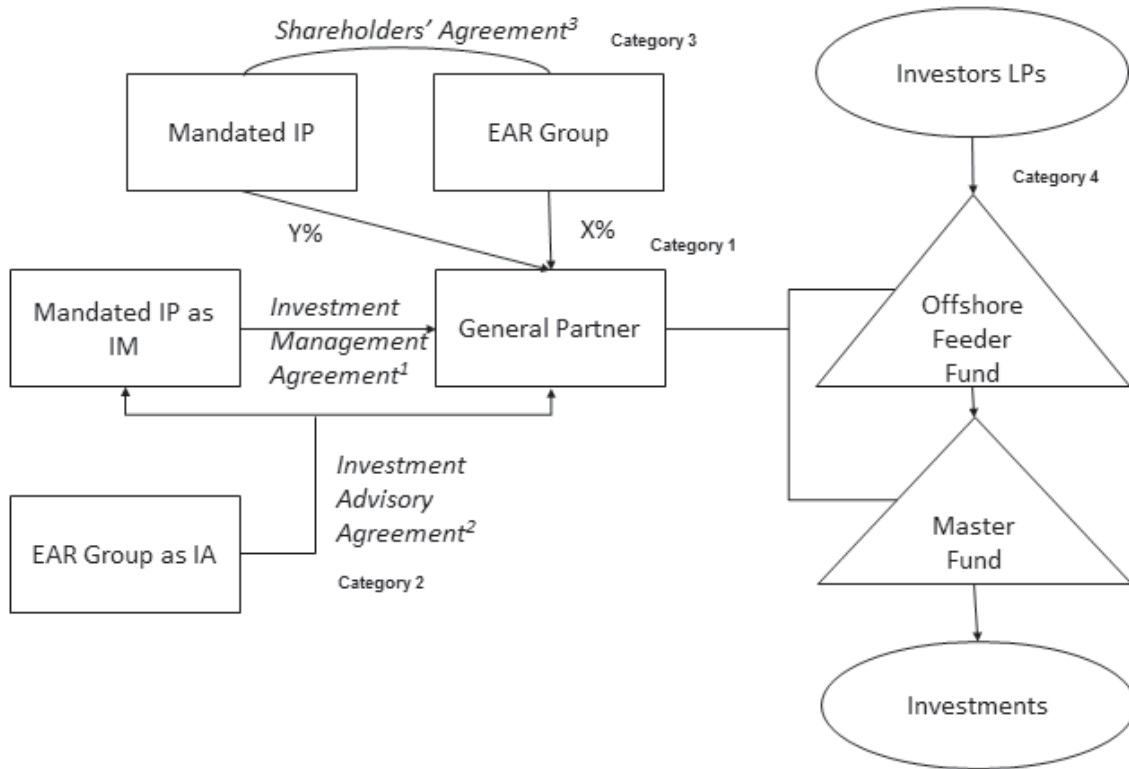 Shareholders' Agreement³
Category 3
Investors LPs
Mandated IP
EAR Group
Category 4
Y%
X%
Category 1
Mandated IP as
IM
Investment
Management
Agreement¹
General Partner
Offshore
Feeder
Fund
Investment
Advisory
Agreement²
EAR Group as IA
Category 2
Master
Fund
Investments